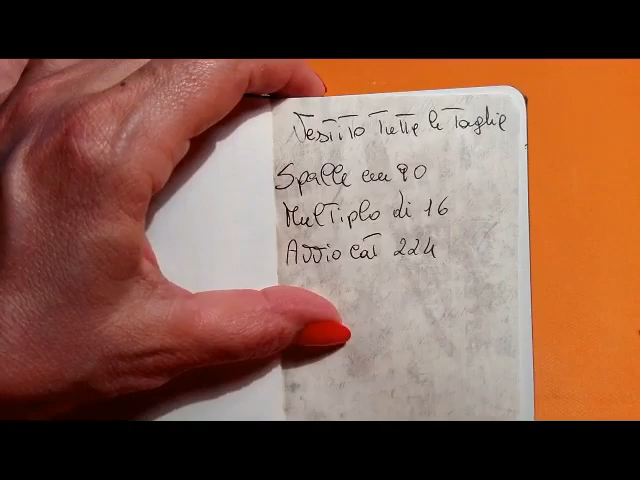 Vestito Tutte le Taglie
Spalle cm 90
Multiplo di 16
Avvio cat 224